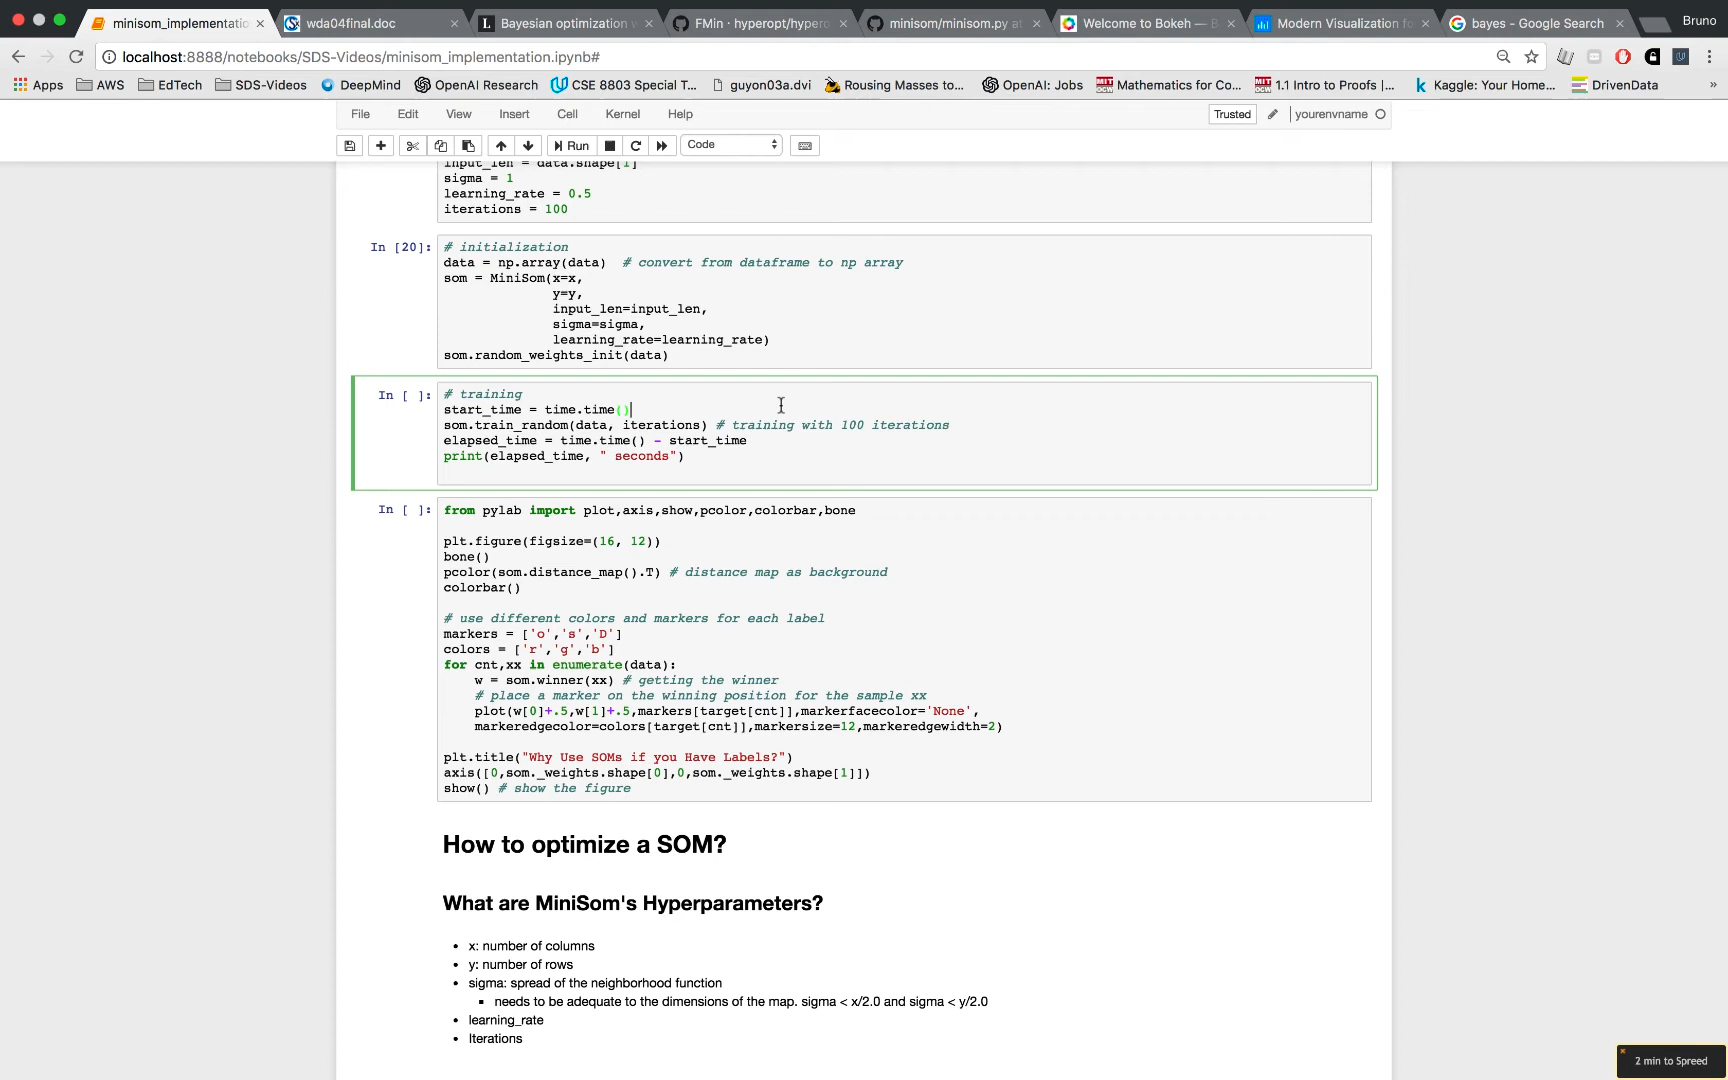 minisom_implementatio
wda04final.doc
Bayesian optimization
FMin · hyperopt/hypero
minisom/minisom.py at
Welcome to Bokeh — B
Modern Visualization fo
bayes - Google Search
Bruno
localhost:8888/notebooks/SDS-Videos/minisom_implementation.ipynb#
Apps AWS EdTech SDS-Videos DeepMind OpenAI Research CSE 8803 Special T... guyon03a.dvi Rousing Masses to... OpenAI: Jobs Mathematics for Co... 1.1 Intro to Proofs |... Kaggle: Your Home... DrivenData »
File Edit View Insert Cell Kernel Help Trusted yourenvname
Run Code
input_len = data.shape[1]
sigma = 1
learning_rate = 0.5
iterations = 100
In [20]: # initialization
data = np.array(data)  # convert from dataframe to np array
som = MiniSom(x=x,
y=y,
input_len=input_len,
sigma=sigma,
learning_rate=learning_rate)
som.random_weights_init(data)
In [ ]: # training
start_time = time.time()
som.train_random(data, iterations) # training with 100 iterations
elapsed_time = time.time() - start_time
print(elapsed_time, " seconds")
In [ ]: from pylab import plot,axis,show,pcolor,colorbar,bone
plt.figure(figsize=(16, 12))
bone()
pcolor(som.distance_map().T) # distance map as background
colorbar()
# use different colors and markers for each label
markers = ['o','s','D']
colors = ['r','g','b']
for cnt,xx in enumerate(data):
w = som.winner(xx) # getting the winner
# place a marker on the winning position for the sample xx
plot(w[0]+.5,w[1]+.5,markers[target[cnt]],markerfacecolor='None',
markeredgecolor=colors[target[cnt]],markersize=12,markeredgewidth=2)
plt.title("Why Use SOMs if you Have Labels?")
axis([0,som._weights.shape[0],0,som._weights.shape[1]])
show() # show the figure
How to optimize a SOM?
What are MiniSom's Hyperparameters?
• x: number of columns
• y: number of rows
• sigma: spread of the neighborhood function
▪ needs to be adequate to the dimensions of the map. sigma < x/2.0 and sigma < y/2.0
• learning_rate
• Iterations
2 min to Spread